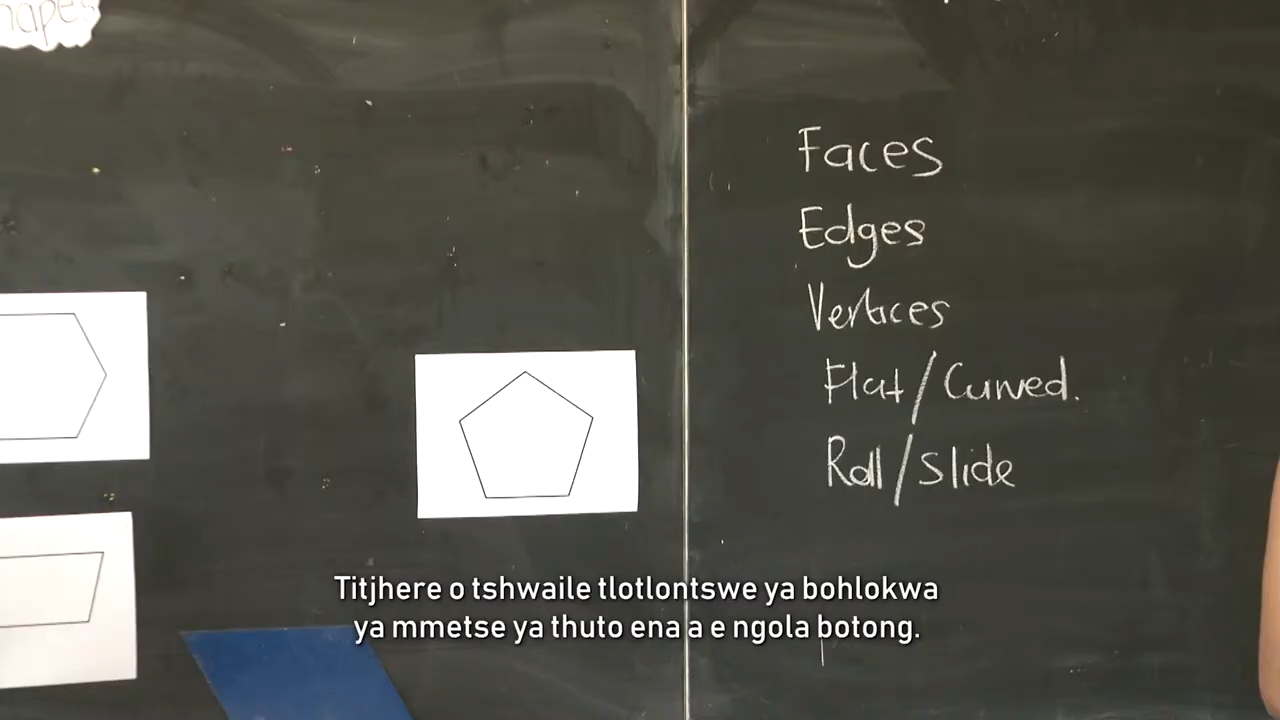 Faces
Edges
Vertices
Flat/Curved.
Roll/Slide
Titjhere o tshwaile tlotlontswe ya bohlokwa
ya mmetse ya thuto ena a e ngola botong.